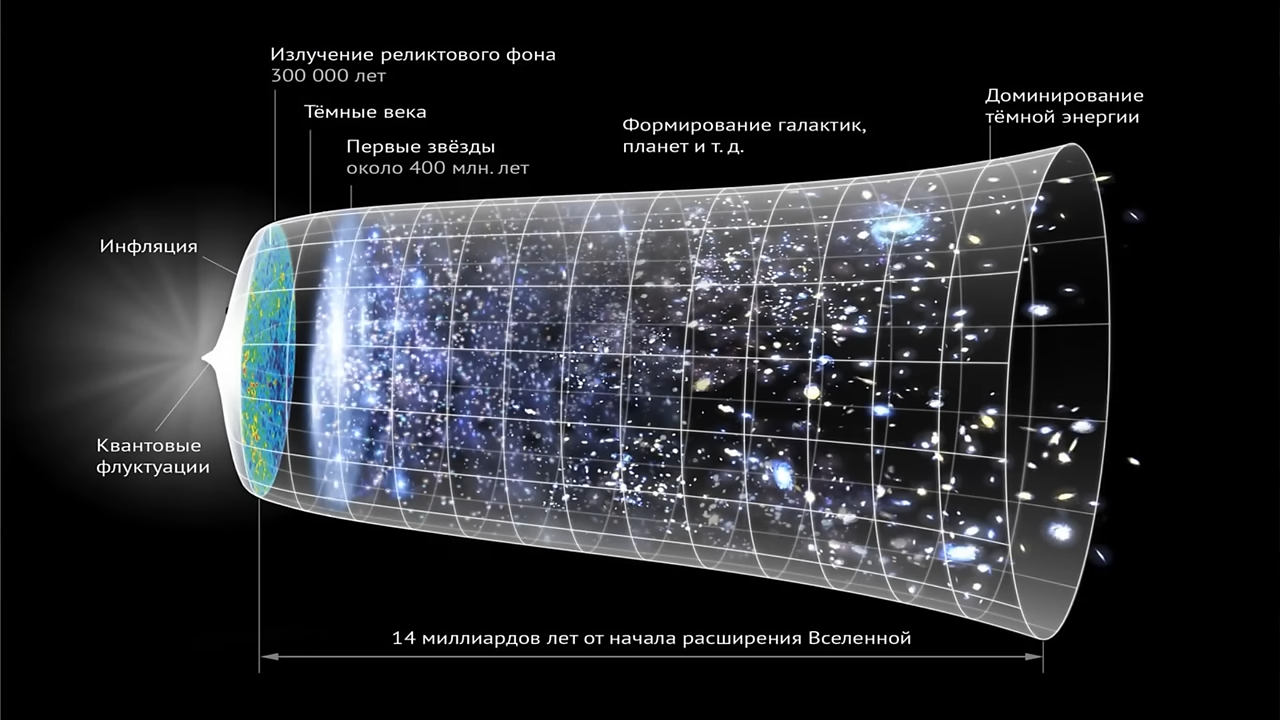 Излучение реликтового фона
300 000 лет
Тёмные века
Первые звёзды
около 400 млн. лет
Формирование галактик,
планет и т. д.
Доминирование
тёмной энергии
Инфляция
Квантовые
флуктуации
14 миллиардов лет от начала расширения Вселенной